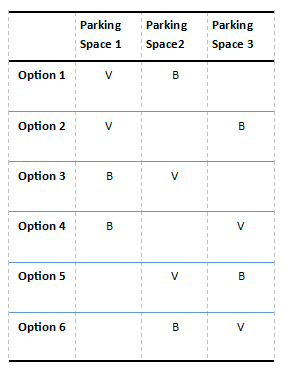 Parking Space 1 Parking Space2 Parking Space 3
Option 1 V B
Option 2 V B
Option 3 B V
Option 4 B V
Option 5 V B
Option 6 B V